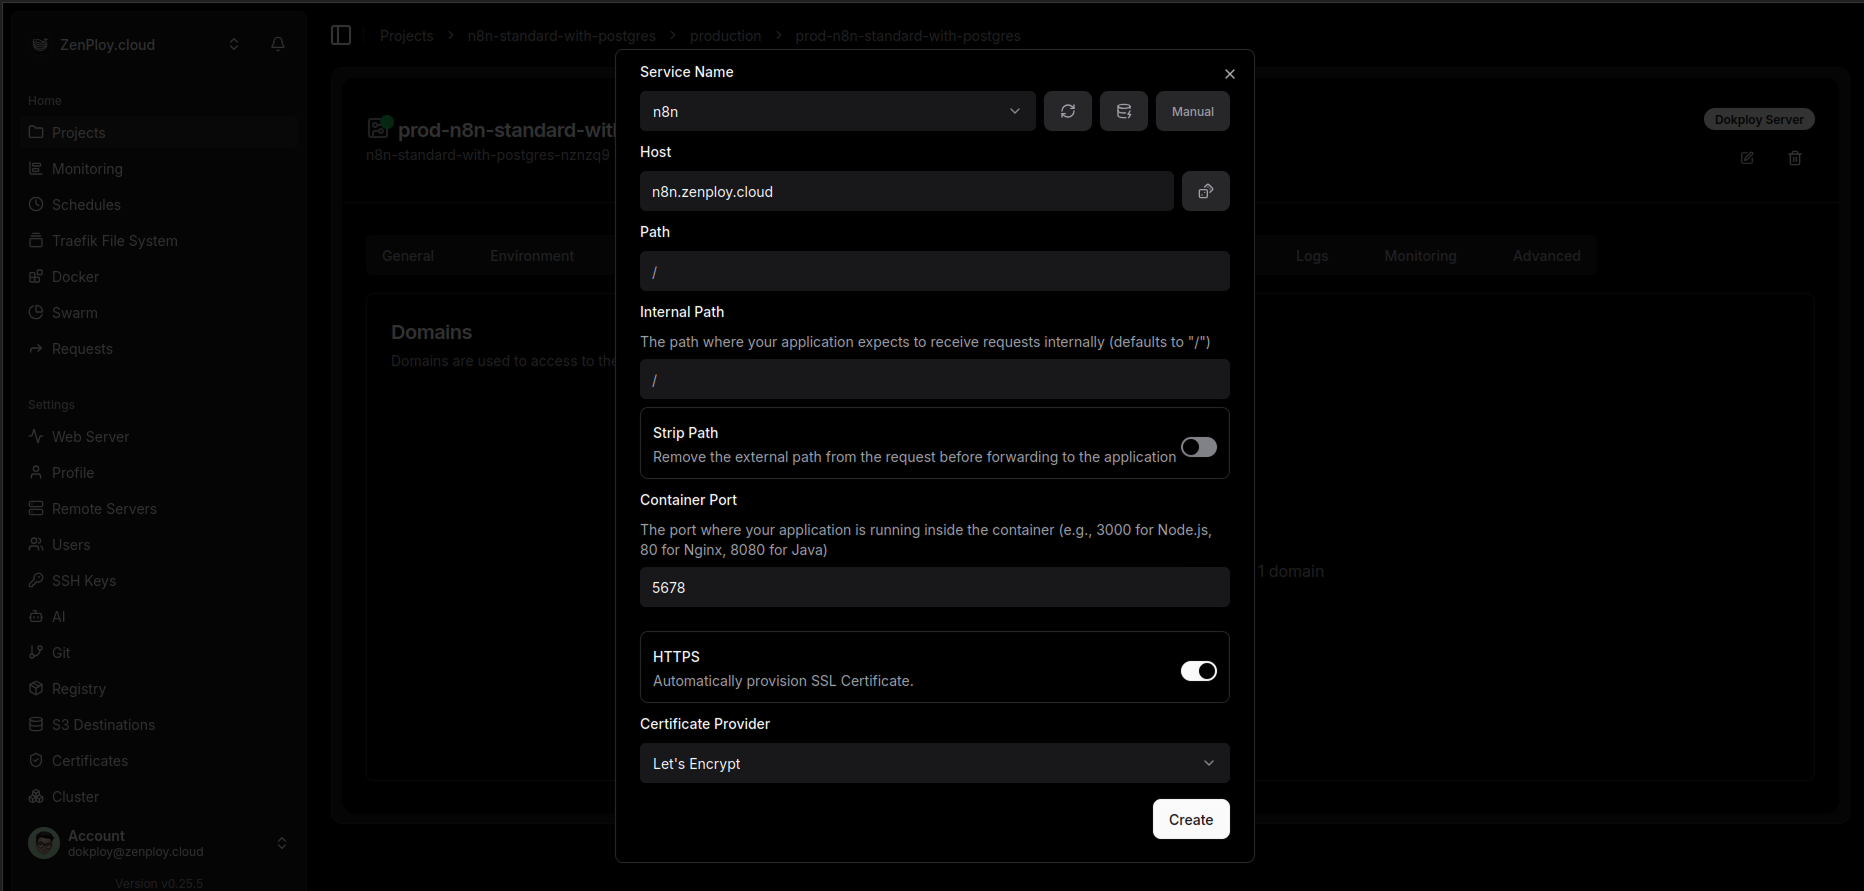 ZenPloy.cloud
Home
Projects
Monitoring
Schedules
Traefik File System
Docker
Swarm
Requests
Settings
Web Server
Profile
Remote Servers
Users
SSH Keys
AI
Git
Registry
S3 Destinations
Certificates
Cluster
Account
dokploy@zenploy.cloud
Version v0.25.5
Projects > n8n-standard-with-postgres > production > prod-n8n-standard-with-postgres
prod-n8n-standard-wit
n8n-standard-with-postgres-nznzq9
Dokploy Server
General Environment Logs Monitoring Advanced
Domains
Domains are used to access to the
1 domain
Service Name
n8n
Manual
Host
n8n.zenploy.cloud
Path
/
Internal Path
The path where your application expects to receive requests internally (defaults to "/")
/
Strip Path
Remove the external path from the request before forwarding to the application
Container Port
The port where your application is running inside the container (e.g., 3000 for Node.js,
80 for Nginx, 8080 for Java)
5678
HTTPS
Automatically provision SSL Certificate.
Certificate Provider
Let's Encrypt
Create